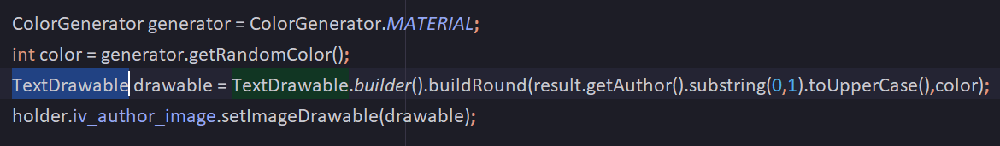 ColorGenerator generator = ColorGenerator.MATERIAL;
int color = generator.getRandomColor();
TextDrawable drawable = TextDrawable.builder().buildRound(result.getAuthor().substring(0,1).toUpperCase(),color);
holder.iv_author_image.setImageDrawable(drawable);